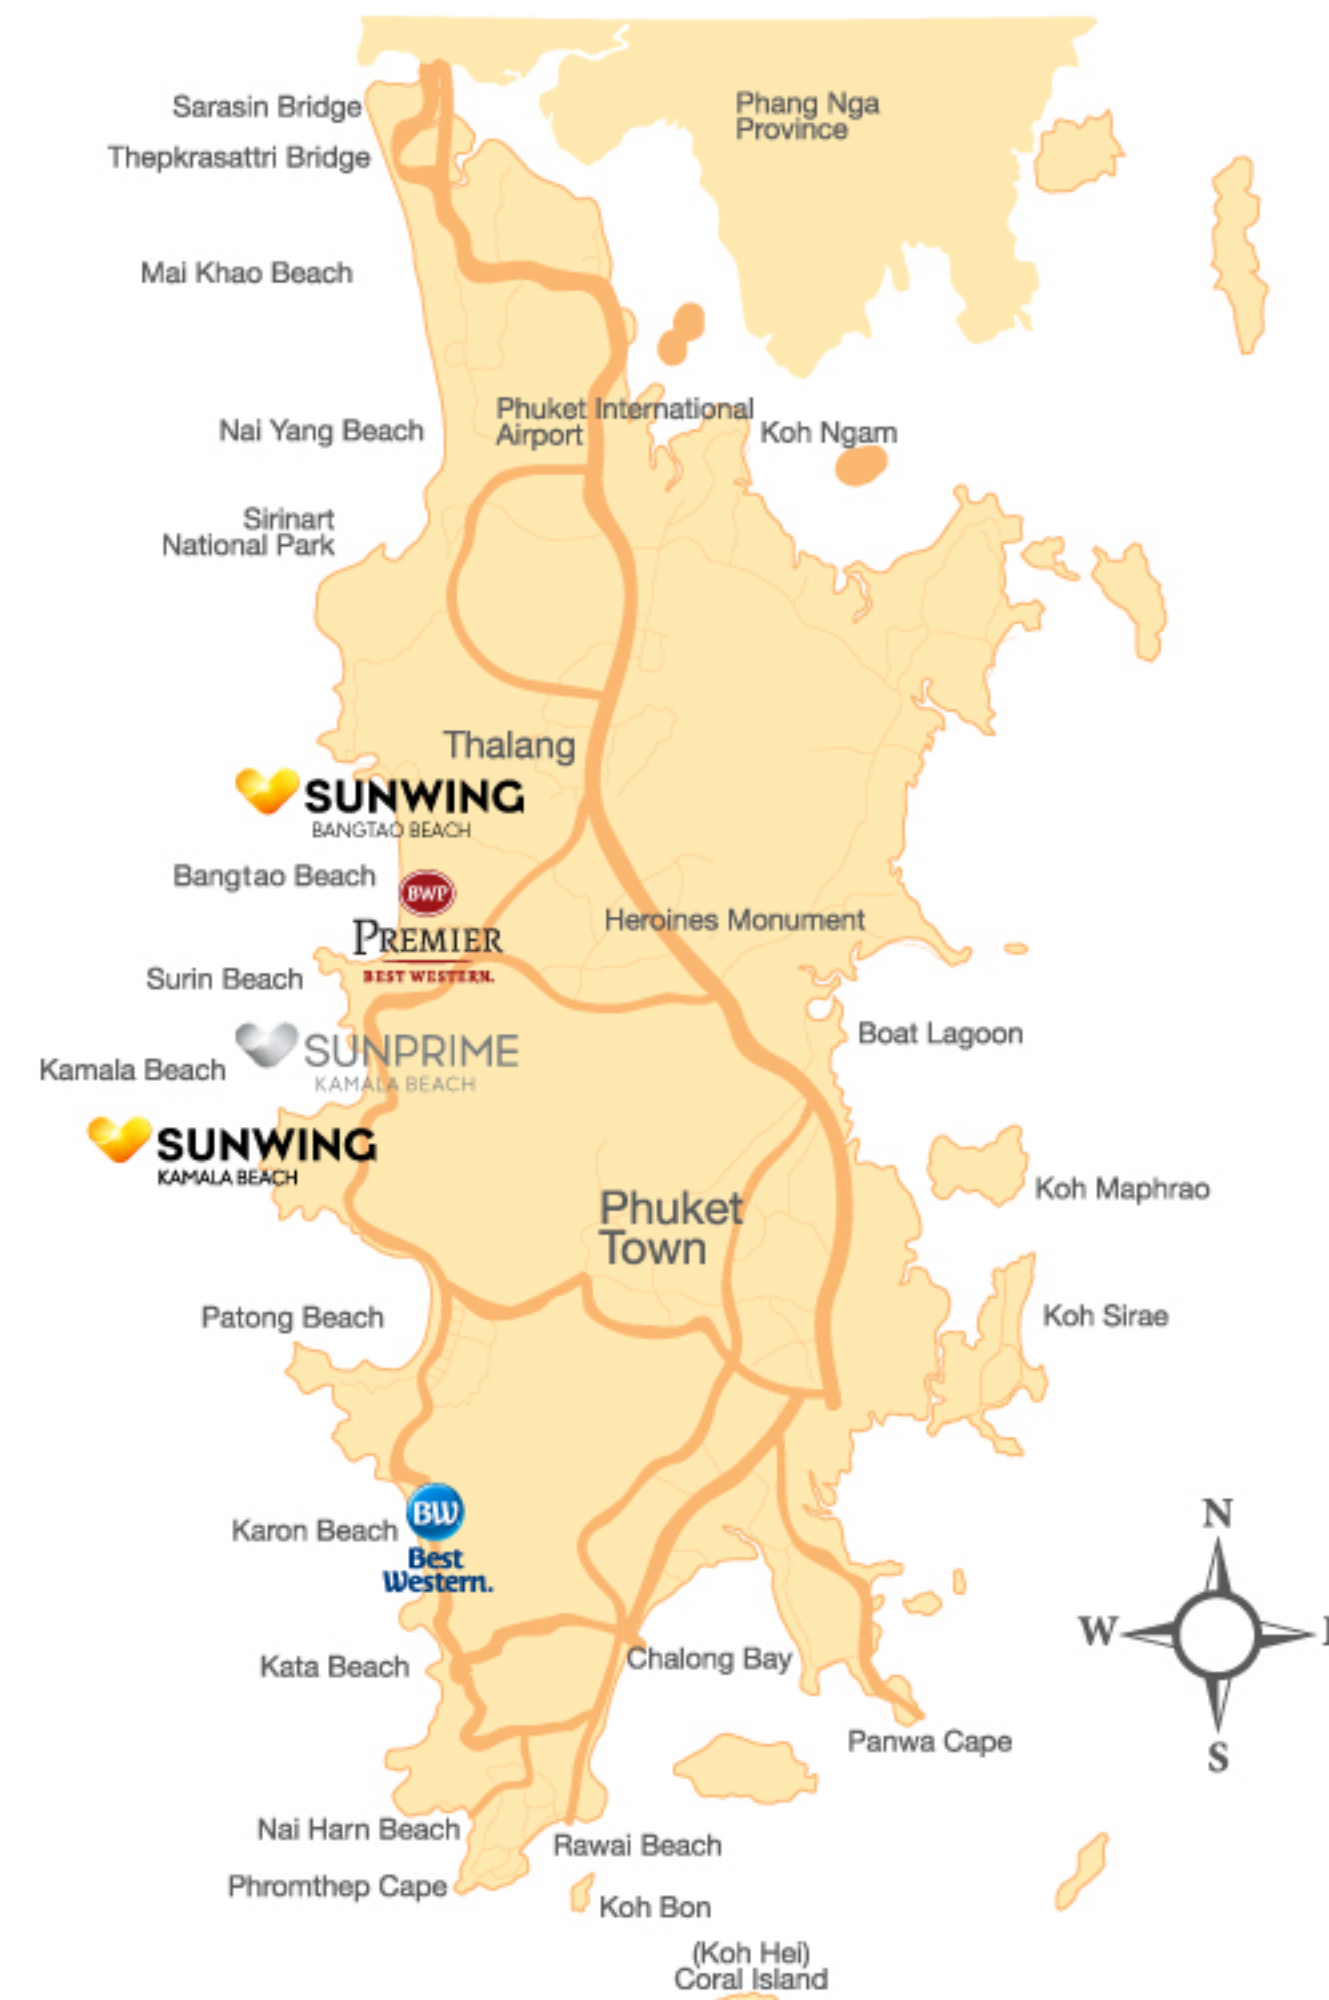 Sarasin Bridge
Phang Nga
Province
Thepkrasattri Bridge
Mai Khao Beach
Phuket International
Airport
Nai Yang Beach
Koh Ngam
Sirinart
National Park
Thalang
SUNWING
BANGTAO BEACH
Bangtao Beach
BWP
PREMIER
BEST WESTERN.
Heroines Monument
Surin Beach
Boat Lagoon
SUNPRIME
KAMALA BEACH
Kamala Beach
SUNWING
KAMALA BEACH
Koh Maphrao
Phuket
Town
Patong Beach
Koh Sirae
Karon Beach
BW
Best
Western.
N
W
S
Kata Beach
Chalong Bay
Panwa Cape
Nai Harn Beach
Rawai Beach
Phromthep Cape
Koh Bon
(Koh Hei)
Coral Island